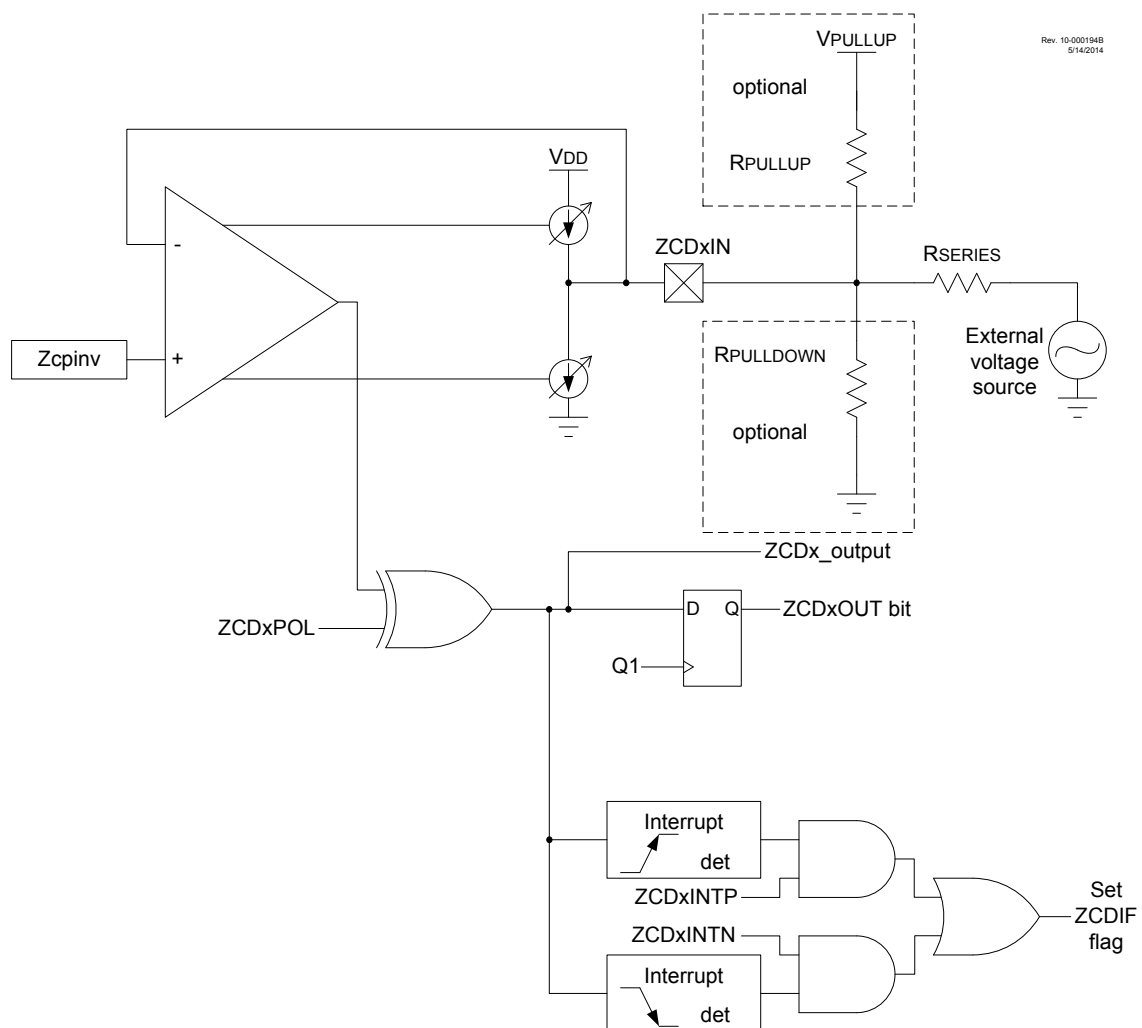 Rev. 10-000194B
5/14/2014
VPULLUP
optional
RPULLUP
VDD
-
ZCDxIN
RSERIES
Zcpinv
+
RPULLDOWN
External
voltage
source
optional
ZCDx_output
D Q
ZCDxOUT bit
ZCDxPOL
Q1
Interrupt
det
ZCDxINTP
Set
ZCDIF
flag
ZCDxINTN
Interrupt
det